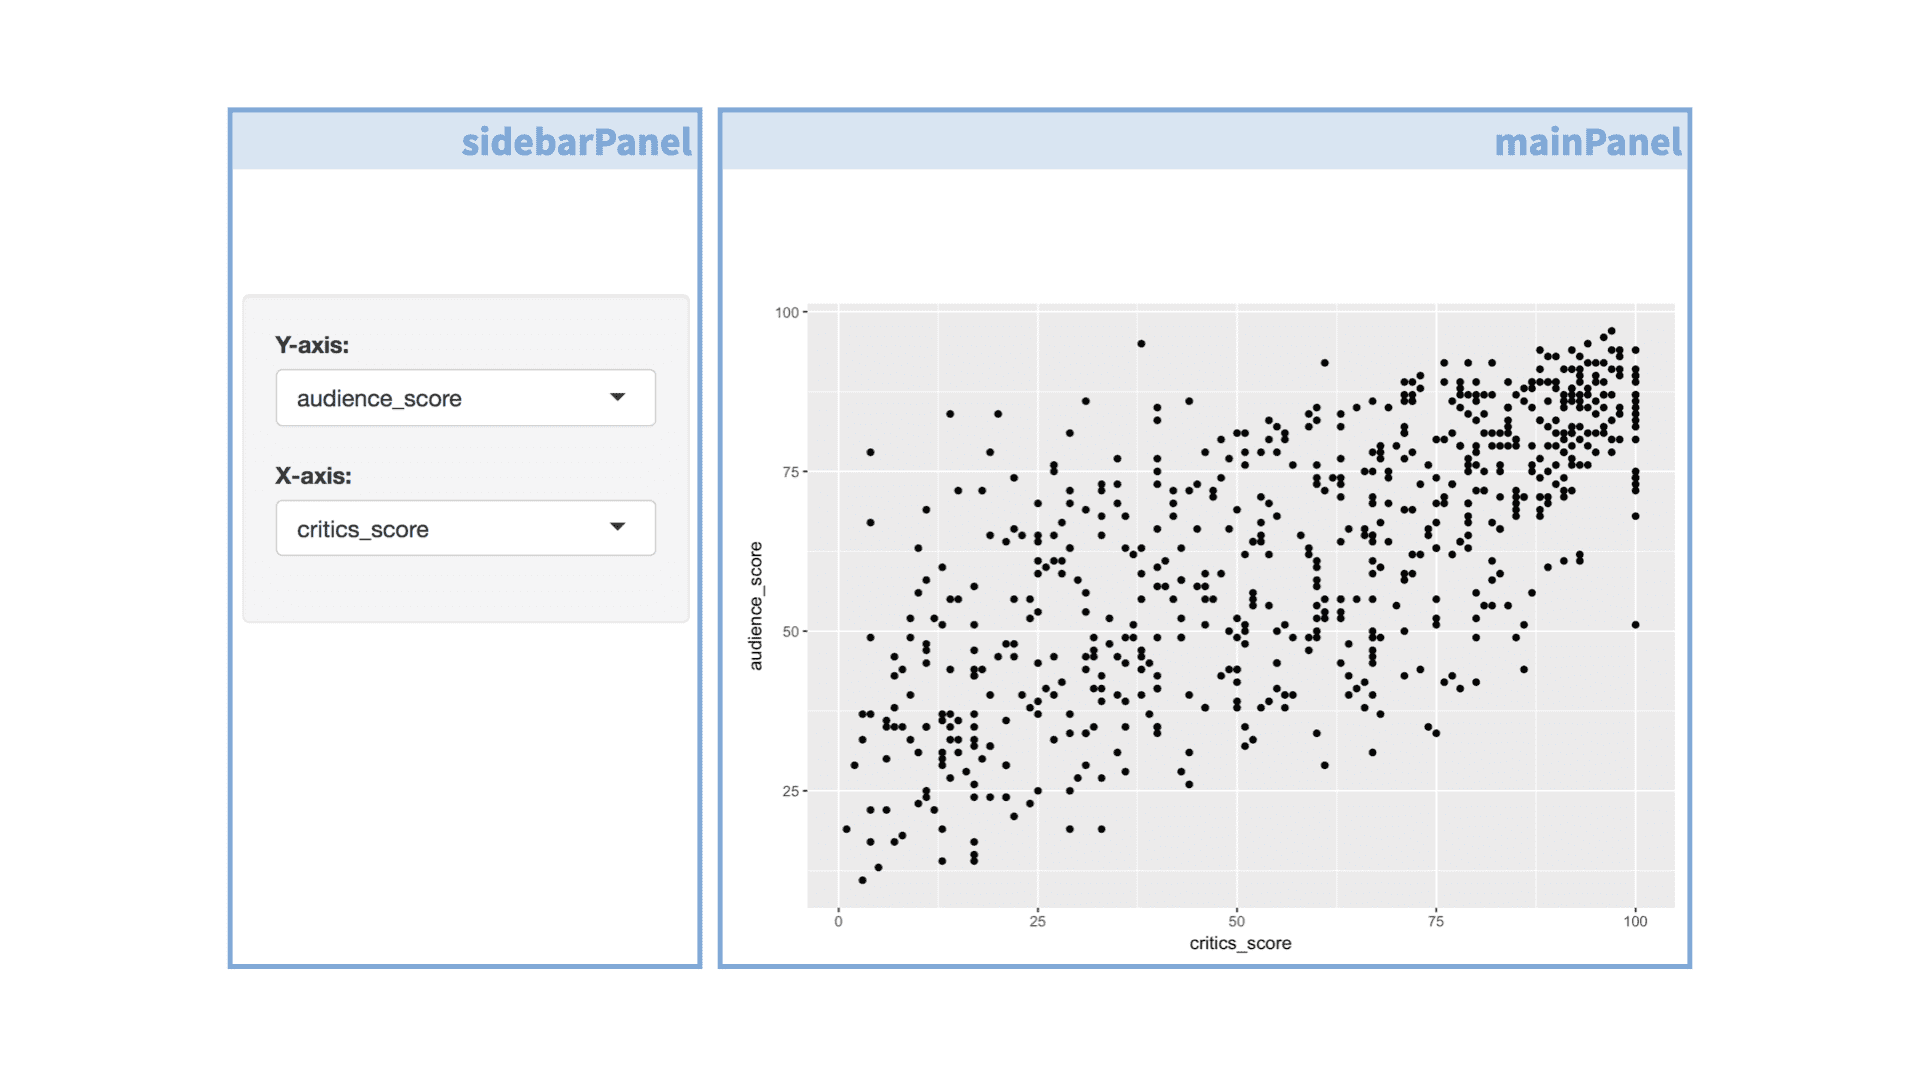 sidebarPanel
Y-axis:
audience_score
X-axis:
critics_score
mainPanel
100
75
50
25
audience_score
0 25 50 75 100
critics_score